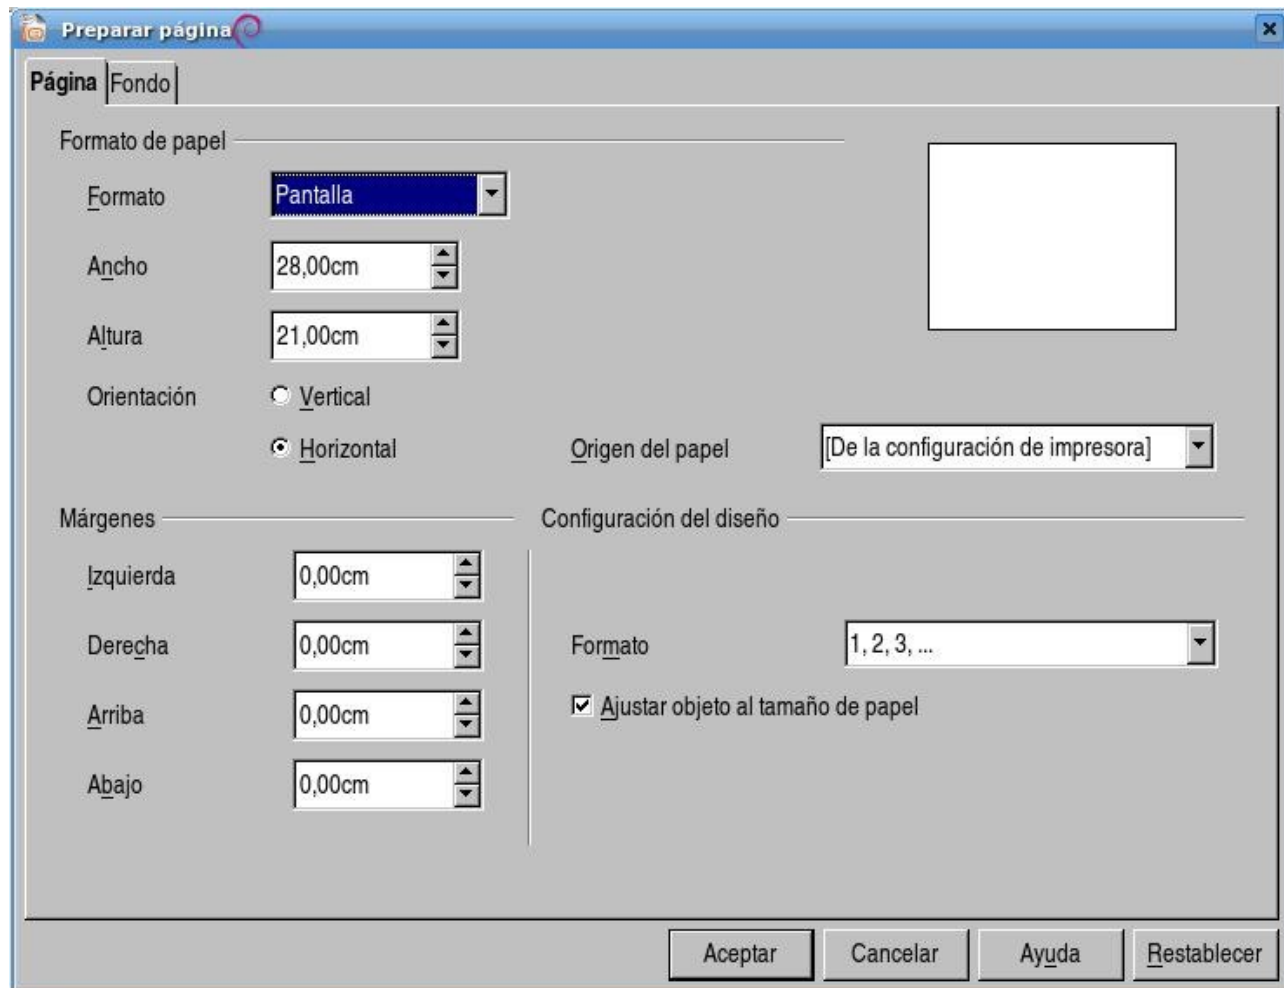 Preparar página
Página Fondo
Formato de papel
Formato Pantalla
Ancho 28,00cm
Altura 21,00cm
Orientación Vertical
Horizontal Origen del papel [De la configuración de impresora]
Márgenes Configuración del diseño
Izquierda 0,00cm
Derecha 0,00cm Formato 1, 2, 3, ...
Arriba 0,00cm Ajustar objeto al tamaño de papel
Abajo 0,00cm
Aceptar Cancelar Ayuda Restablecer